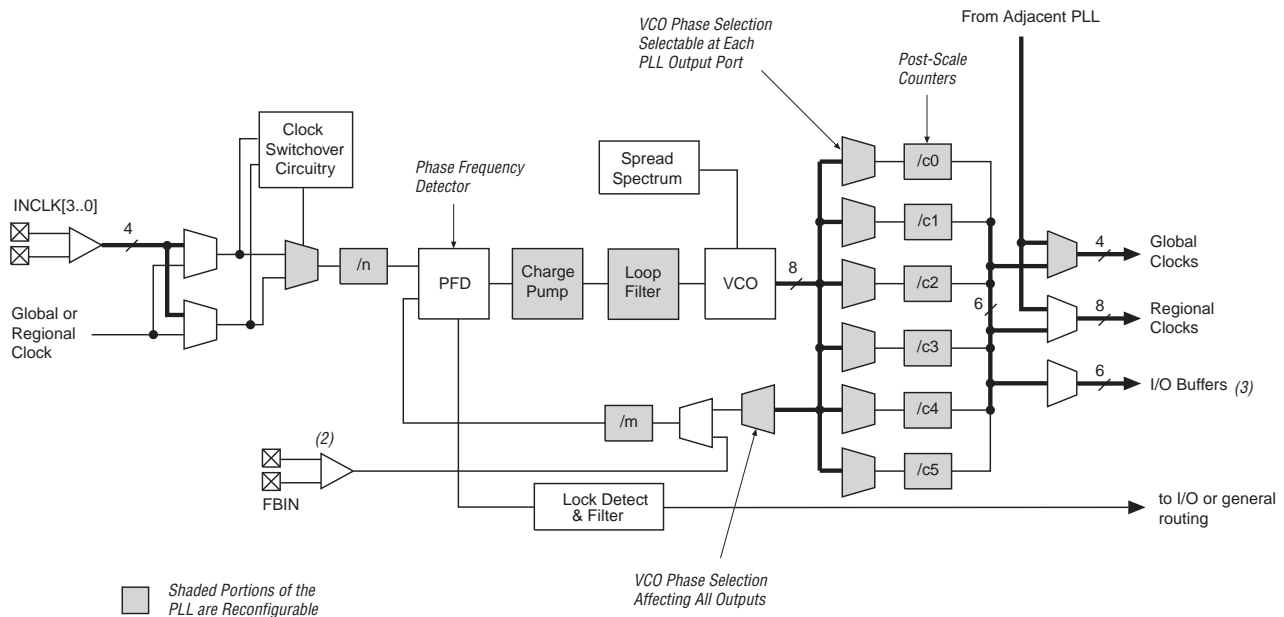 From Adjacent PLL
VCO Phase Selection
Selectable at Each
PLL Output Port
Post-Scale
Counters
Clock
Switchover
Circuitry
Phase Frequency
Detector
Spread
Spectrum
INCLK[3..0]
4
/n
PFD
Charge
Pump
Loop
Filter
VCO
8
/c0
/c1
/c2
6
/c3
/c4
/c5
4
Global
Clocks
8
Regional
Clocks
6
I/O Buffers (3)
Global or
Regional
Clock
/m
(2)
FBIN
Lock Detect
& Filter
to I/O or general
routing
VCO Phase Selection
Affecting All Outputs
Shaded Portions of the
PLL are Reconfigurable